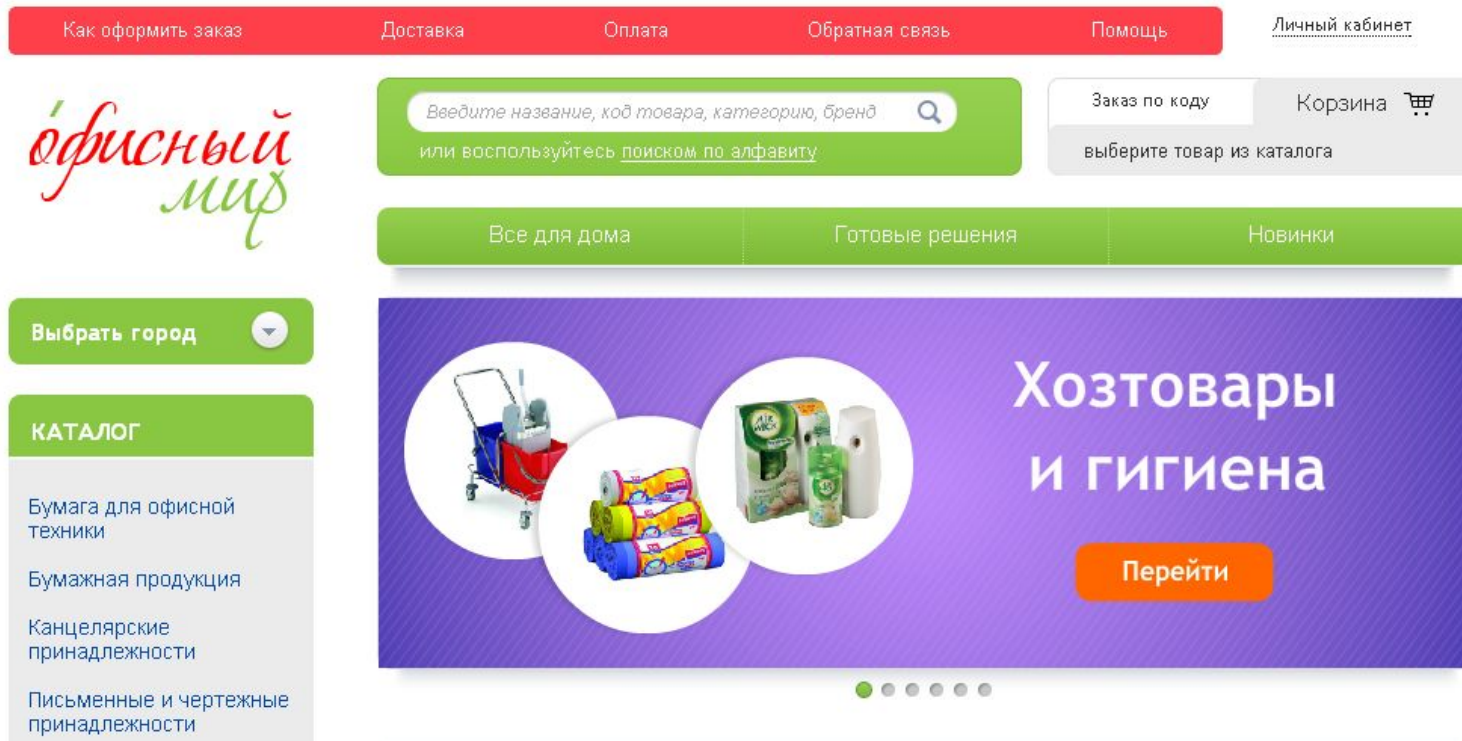 Как оформить заказ
Доставка
Оплата
Обратная связь
Помощь
Личный кабинет
офисный
мир
Введите название, код товара, категорию, бренд
или воспользуйтесь поиском по алфавиту
Заказ по коду
Корзина
выберите товар из каталога
Все для дома
Готовые решения
Новинки
Выбрать город
КАТАЛОГ
Бумага для офисной
техники
Бумажная продукция
Канцелярские
принадлежности
Письменные и чертежные
принадлежности
AIR
WICK
Хозтовары
и гигиена
Перейти